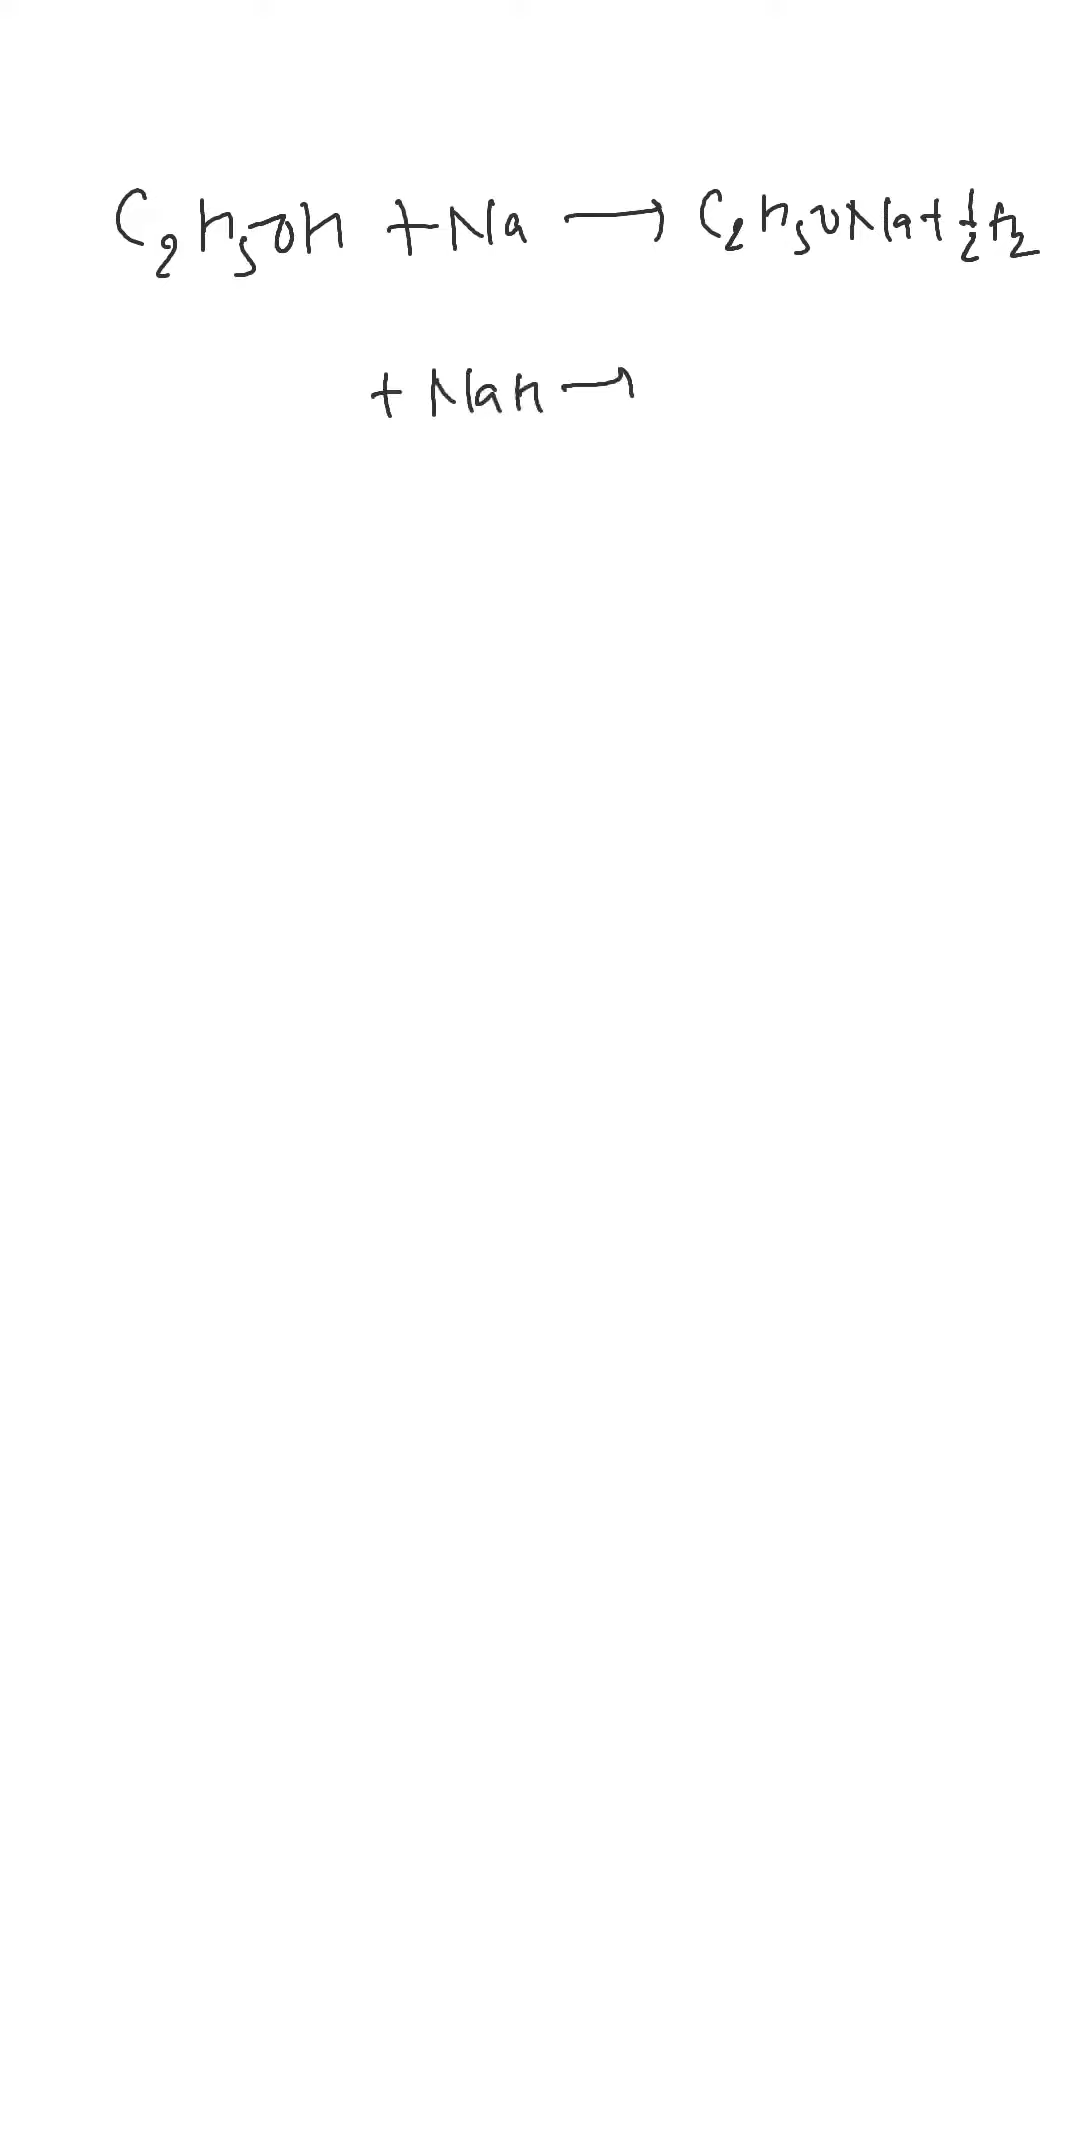 C₂H₅OH + Na → C₂H₅ONa + ½ H₂
+ NaH →